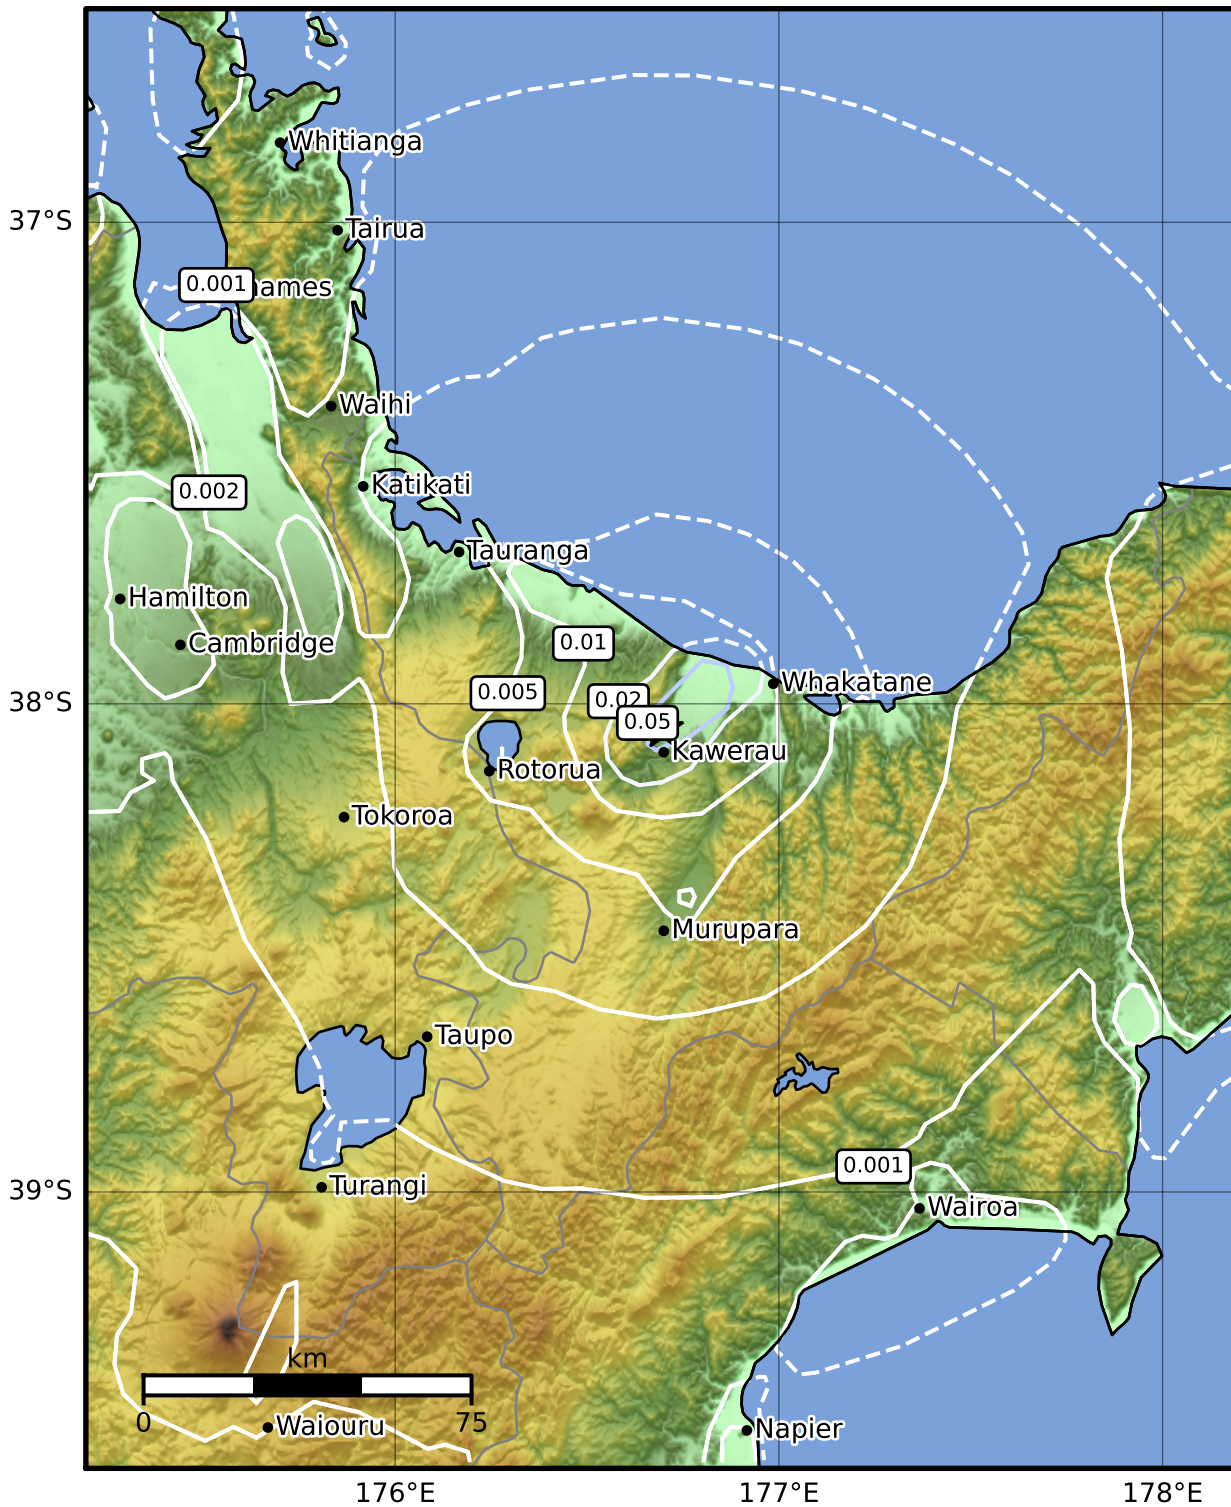 Whitianga
37°S
Tairua
0.001
ames
Waihi
Katikati
0.002
Tauranga
Hamilton
Cambridge
0.01
Whakatane
38°S
0.005
0.02
0.05
Kawerau
Rotorua
Tokoroa
Murupara
Taupo
0.001
39°S
Turangi
Wairoa
km
0
75
Waiouru
Napier
176°E
177°E
178°E